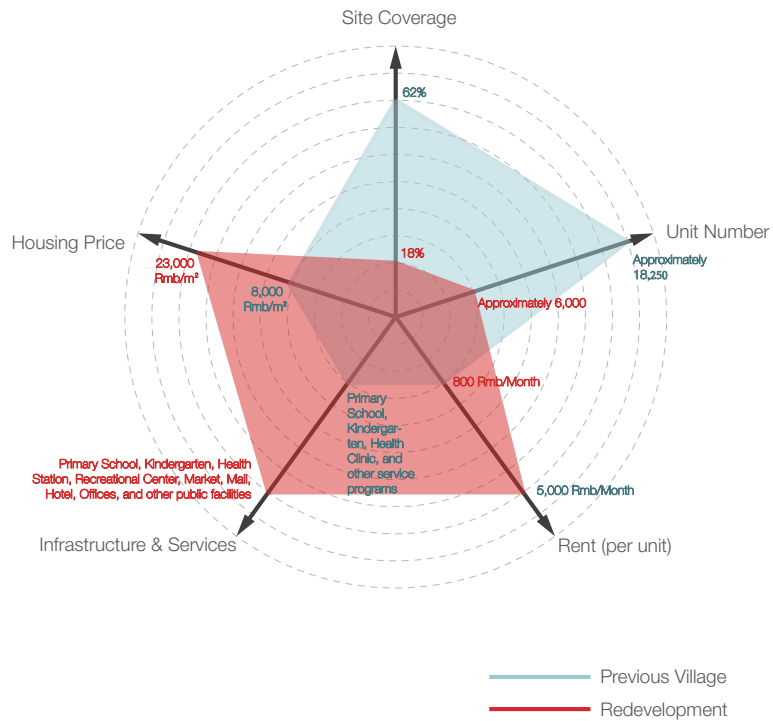 Site Coverage
62%
Housing Price
Unit Number
18%
23,000
Rmb/m²
Approximately
18,250
8,000
Rmb/m²
Approximately 6,000
800 Rmb/Month
Primary
School,
Kindergar-
ten, Health
Clinic, and
other service
programs
Primary School, Kindergarten, Health
Station, Recreational Center, Market, Mall,
Hotel, Offices, and other public facilities
5,000 Rmb/Month
Infrastructure & Services
Rent (per unit)
Previous Village
Redevelopment